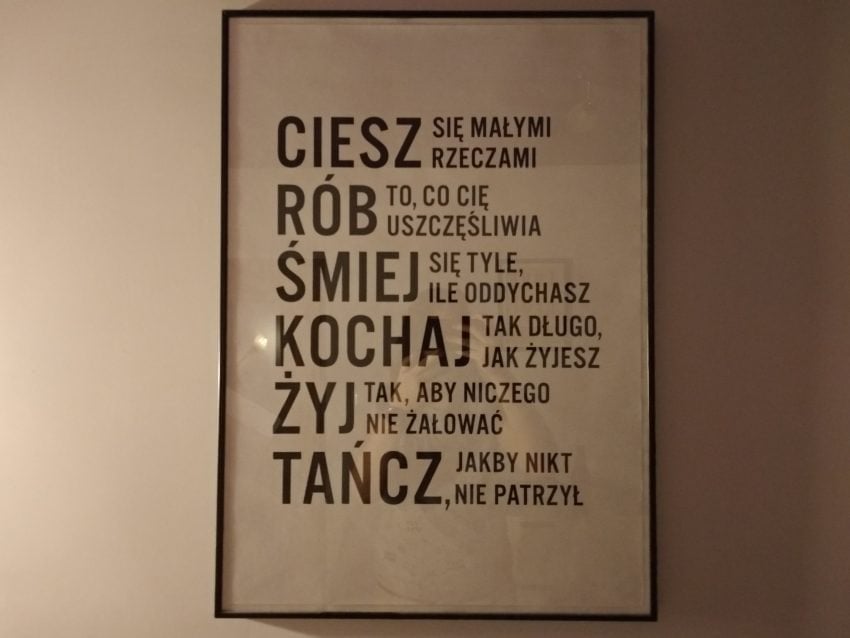 CIESZ SIĘ MAŁYMI
RZECZAMI
RÓB TO, CO CIĘ
USZCZĘŚLIWIA
ŚMIEJ SIĘ TYLE,
ILE ODDYCHASZ
KOCHAJ TAK DŁUGO,
JAK ŻYJESZ
ŻYJ TAK, ABY NICZEGO
NIE ŻAŁOWAĆ
TAŃCZ, JAKBY NIKT
NIE PATRZYŁ